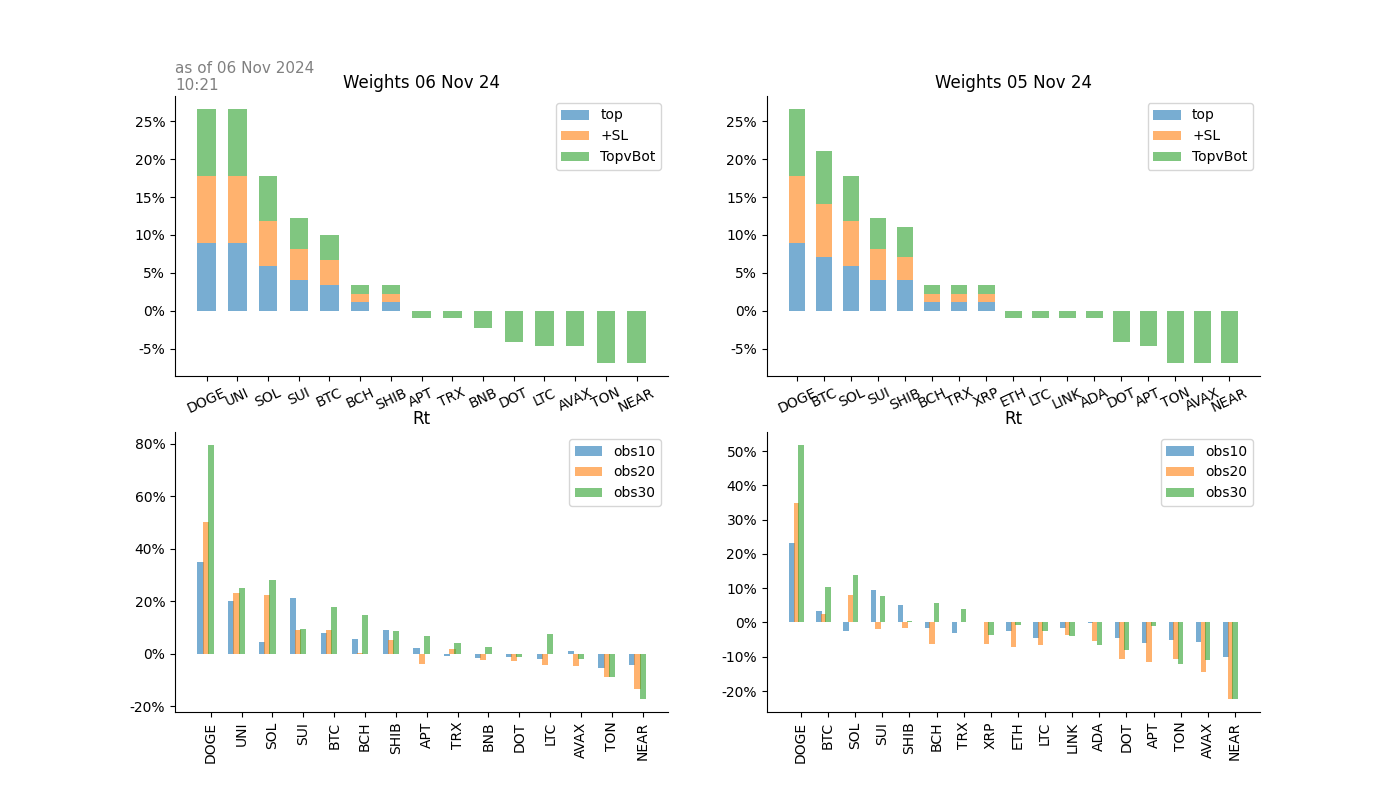 as of 06 Nov 2024
10:21
Weights 06 Nov 24
25%
20%
15%
10%
5%
0%
-5%
top
+SL
TopvBot
DOGE UNI SOL SUI BTC BCH SHIB APT TRX BNB DOT LTC AVAX TON NEAR
Weights 05 Nov 24
25%
20%
15%
10%
5%
0%
-5%
top
+SL
TopvBot
DOGE BTC SOL SUI SHIB BCH TRX XRP ETH LTC LINK ADA DOT APT TON AVAX NEAR
Rt
80%
60%
40%
20%
0%
-20%
obs10
obs20
obs30
DOGE UNI SOL SUI BTC BCH SHIB APT TRX BNB DOT LTC AVAX TON NEAR
Rt
50%
40%
30%
20%
10%
0%
-10%
-20%
obs10
obs20
obs30
DOGE BTC SOL SUI SHIB BCH TRX XRP ETH LTC LINK ADA DOT APT TON AVAX NEAR